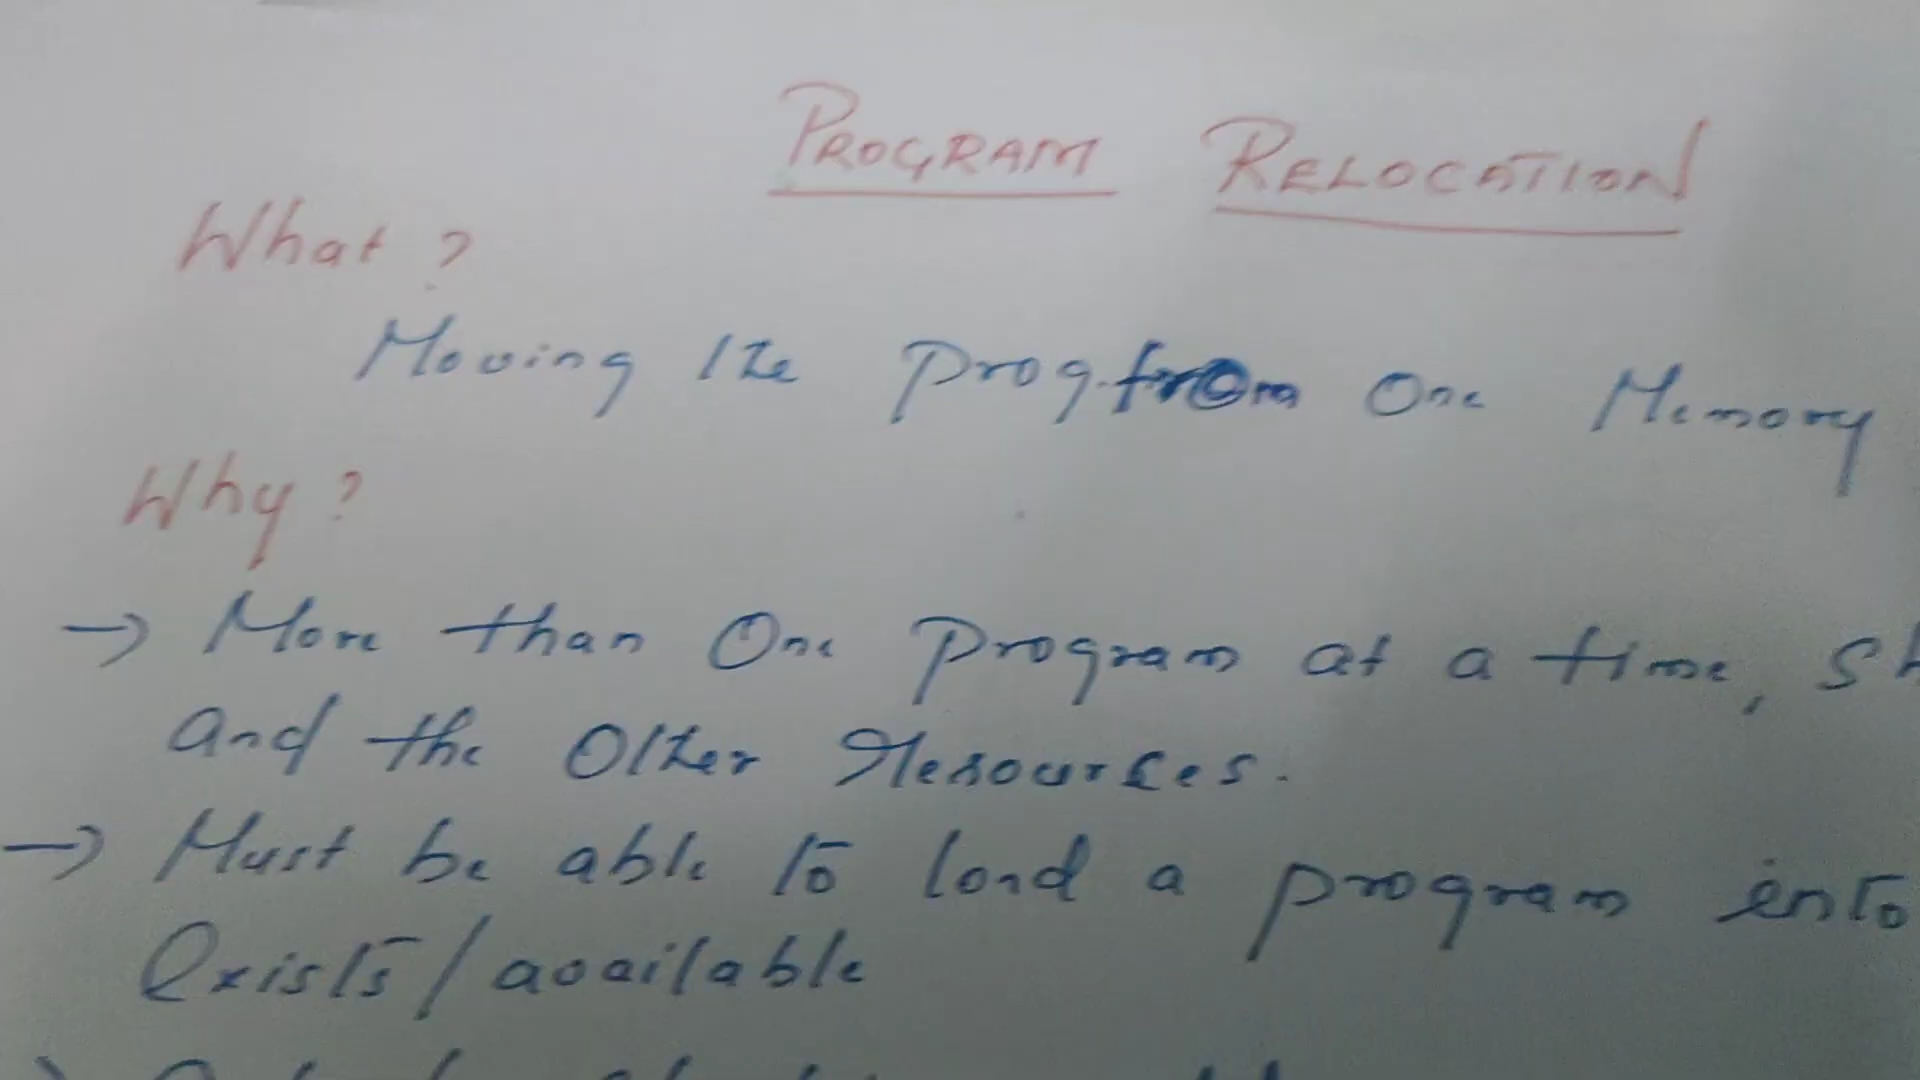 PROGRAM RELOCATION
What?
Moving the prog. from One Memory
Why?
→ More than One Program at a time, sh
and the Other Resources.
→ Must be able to load a program into
Exists/available